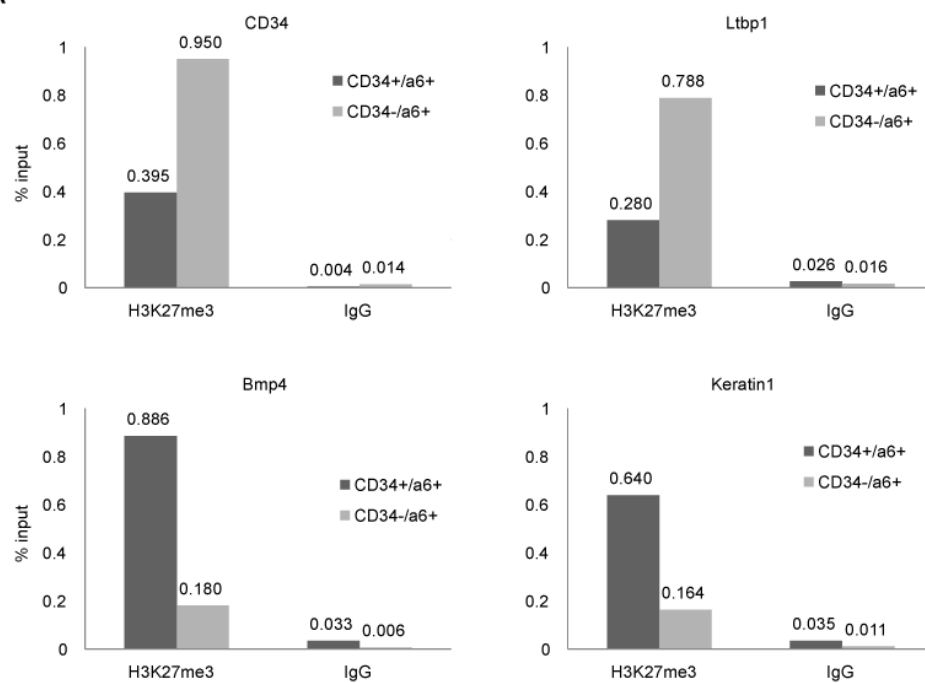 CD34
% input
1
0.8
0.6
0.4
0.2
0
0.395
0.950
0.004
0.014
CD34+/a6+
CD34-/a6+
H3K27me3
IgG
Ltbp1
1
0.8
0.6
0.4
0.2
0
0.280
0.788
0.026
0.016
CD34+/a6+
CD34-/a6+
H3K27me3
IgG
Bmp4
% input
1
0.8
0.6
0.4
0.2
0
0.886
0.180
0.033
0.006
CD34+/a6+
CD34-/a6+
H3K27me3
IgG
Keratin1
1
0.8
0.6
0.4
0.2
0
0.640
0.164
0.035
0.011
CD34+/a6+
CD34-/a6+
H3K27me3
IgG